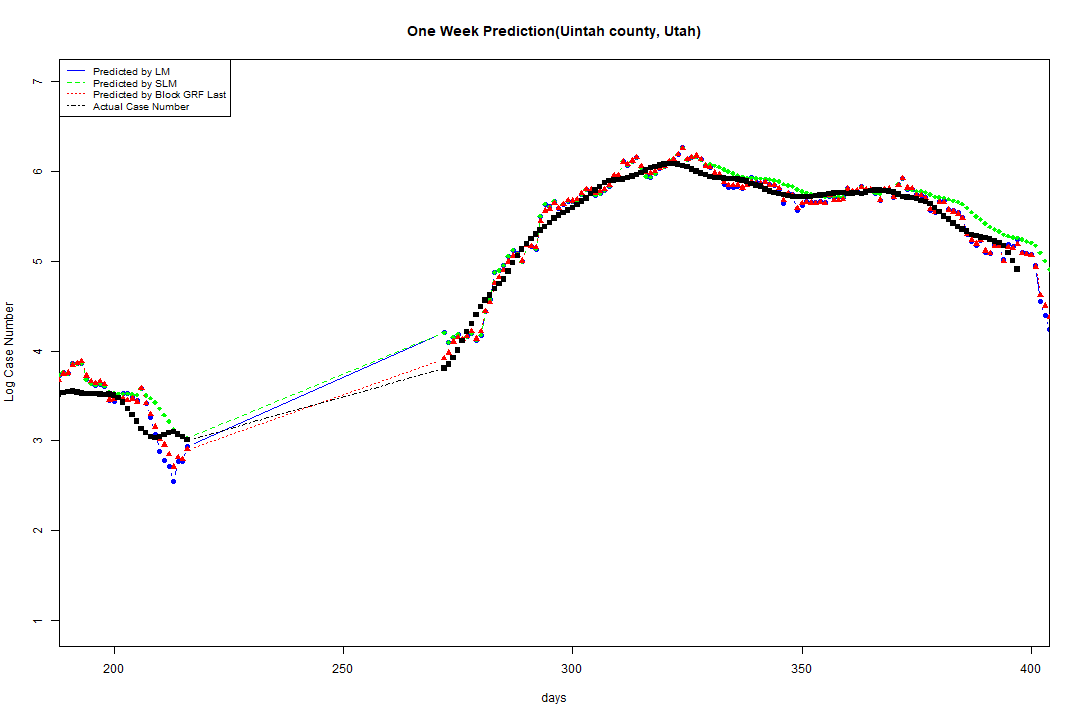 One Week Prediction(Uintah county, Utah)
Predicted by LM
Predicted by SLM
Predicted by Block GRF Last
Actual Case Number
7
6
5
4
3
2
1
Log Case Number
200 250 300 350 400
days